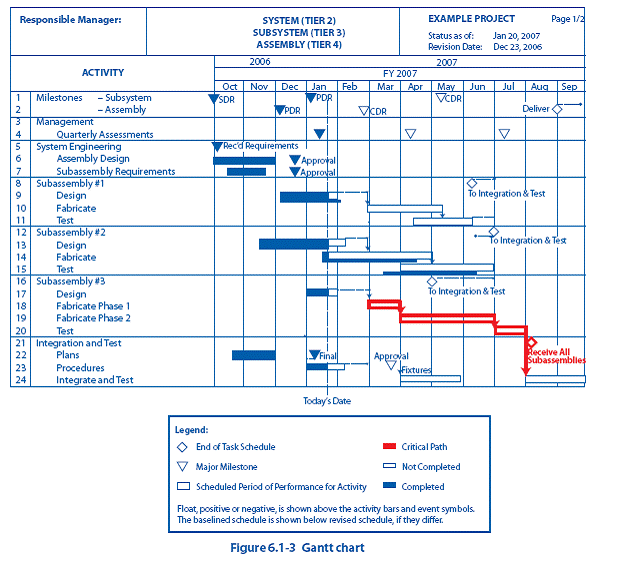 Responsible Manager:
SYSTEM (TIER 2)
SUBSYSTEM (TIER 3)
ASSEMBLY (TIER 4)
EXAMPLE PROJECT Page 1/2
Status as of: Jan 20, 2007
Revision Date: Dec 23, 2006
ACTIVITY
2006 2007
FY 2007
Oct Nov Dec Jan Feb Mar Apr May Jun Jul Aug Sep
1 Milestones – Subsystem SDR PDR CDR
2 – Assembly PDR CDR Deliver
3 Management
4 Quarterly Assessments
5 System Engineering Rec'd Requirements
6 Assembly Design Approval
7 Subassembly Requirements Approval
8 Subassembly #1
To Integration & Test
9 Design
10 Fabricate
11 Test
12 Subassembly #2
To Integration & Test
13 Design
14 Fabricate
15 Test
16 Subassembly #3
17 Design To Integration & Test
18 Fabricate Phase 1
19 Fabricate Phase 2
20 Test
21 Integration and Test
22 Plans Final Approval Receive All
Subassemblies
23 Procedures Fixtures
24 Integrate and Test
Today's Date
Legend:
End of Task Schedule Critical Path
Major Milestone Not Completed
Scheduled Period of Performance for Activity Completed
Float, positive or negative, is shown above the activity bars and event symbols.
The baselined schedule is shown below revised schedule, if they differ.
Figure 6.1-3 Gantt chart